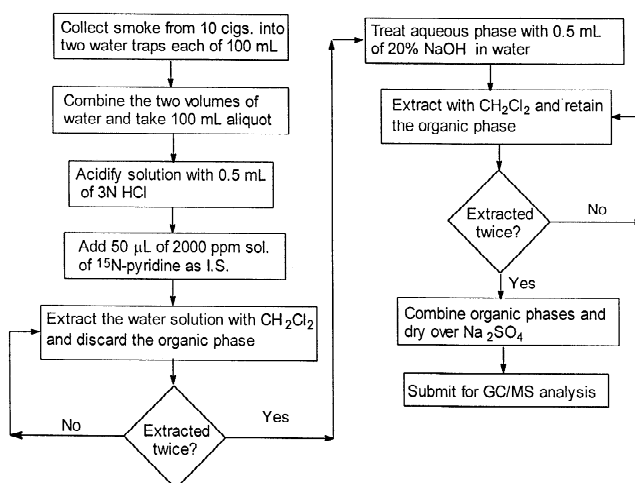 Collect smoke from 10 cigs. into
two water traps each of 100 mL
Combine the two volumes of
water and take 100 mL aliquot
Acidify solution with 0.5 mL
of 3N HCl
Add 50 µL of 2000 ppm sol.
of ¹⁵N-pyridine as I.S.
Extract the water solution with CH₂Cl₂
and discard the organic phase
No
Extracted
twice?
Yes
Treat aqueous phase with 0.5 mL
of 20% NaOH in water
Extract with CH₂Cl₂ and retain
the organic phase
Extracted
twice?
No
Yes
Combine organic phases and
dry over Na₂SO₄
Submit for GC/MS analysis